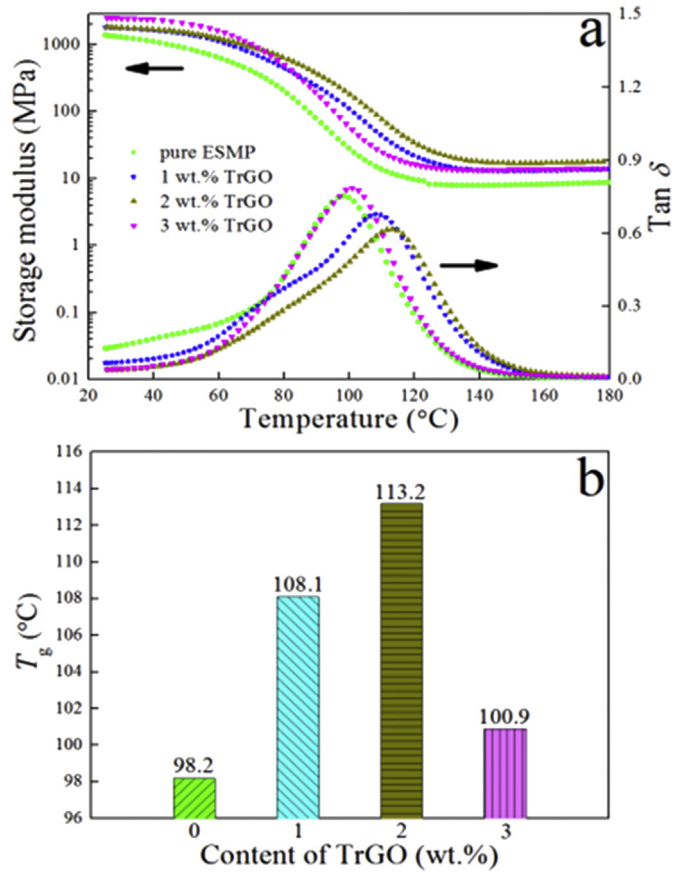 a
Storage modulus (MPa)
1000
100
10
1
0.1
0.01
1.5
1.2
0.9
0.6
0.3
0.0
Tan δ
pure ESMP
1 wt.% TrGO
2 wt.% TrGO
3 wt.% TrGO
20 40 60 80 100 120 140 160 180
Temperature (°C)
b
116
114
112
110
108
106
104
102
100
98
96
Tg (°C)
98.2
108.1
113.2
100.9
0 1 2 3
Content of TrGO (wt.%)